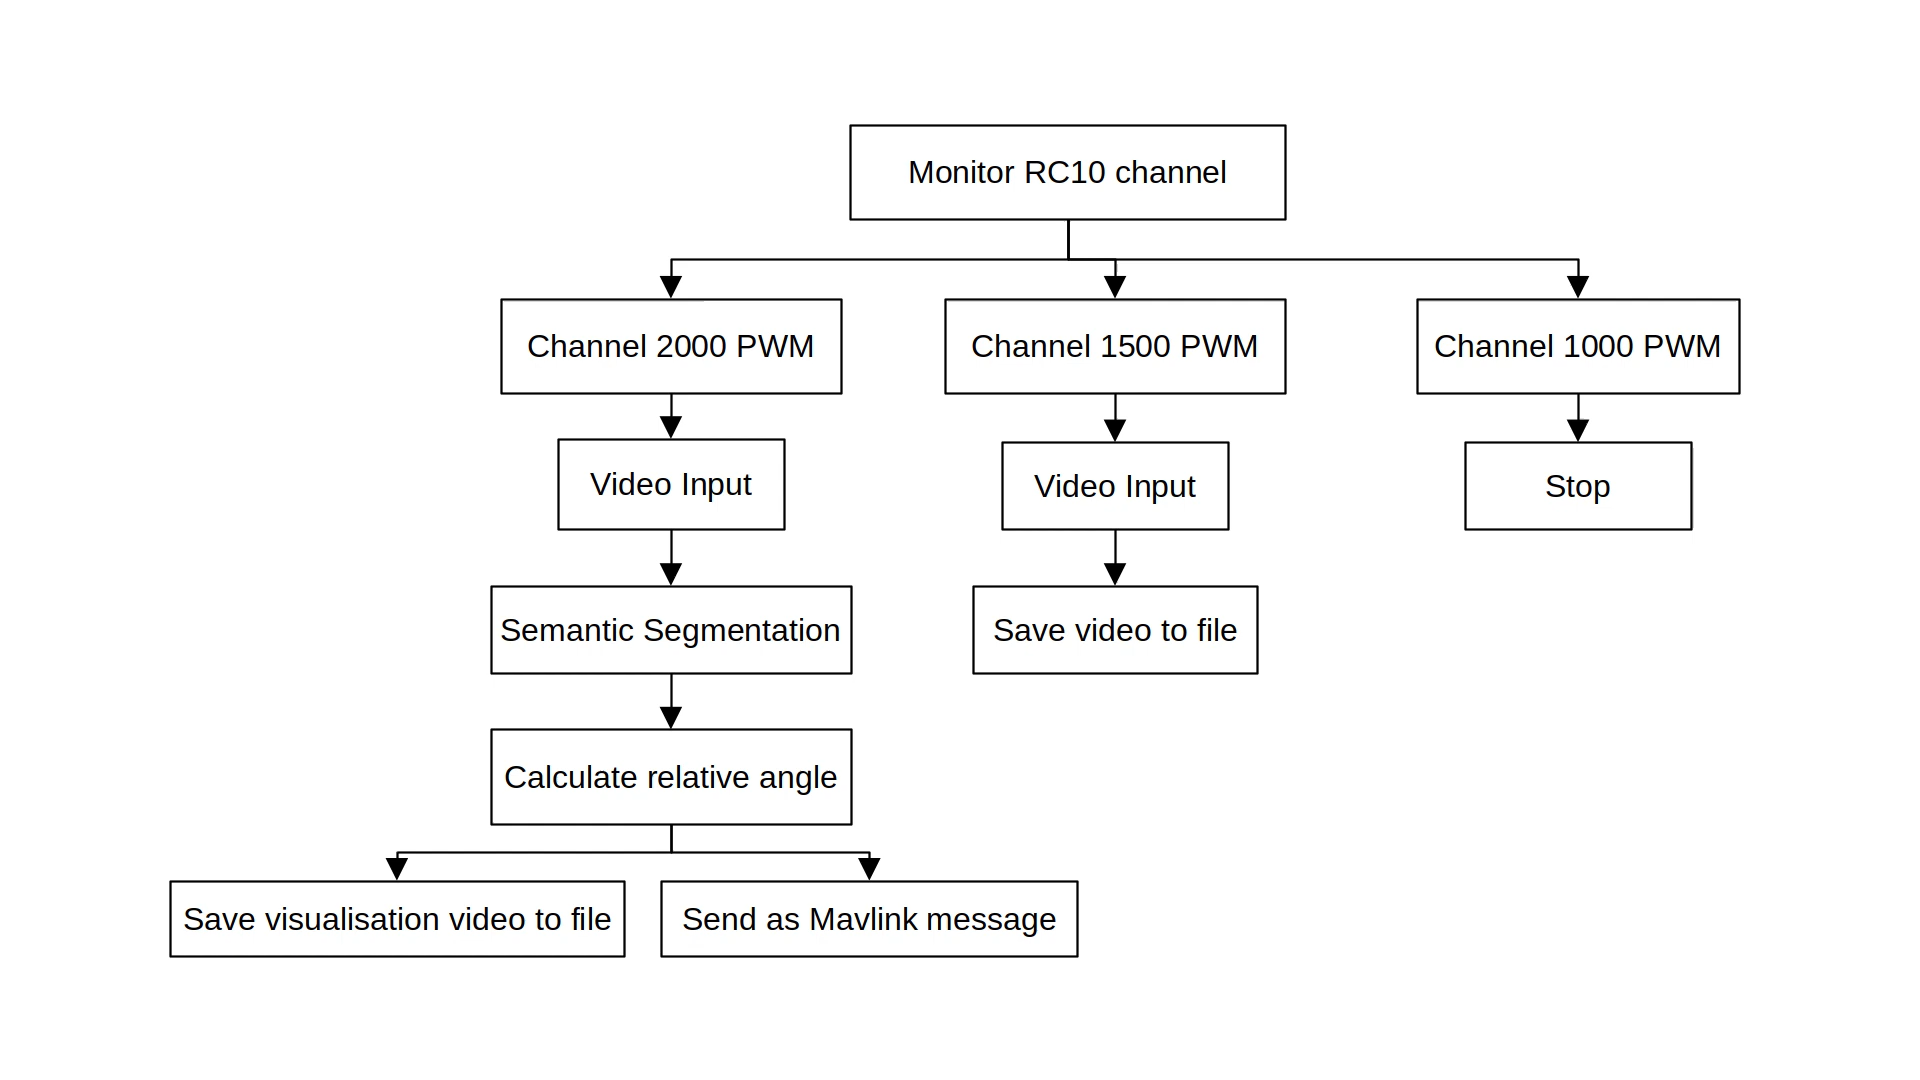 Monitor RC10 channel
Channel 2000 PWM
Channel 1500 PWM
Channel 1000 PWM
Video Input
Video Input
Stop
Semantic Segmentation
Save video to file
Calculate relative angle
Save visualisation video to file
Send as Mavlink message